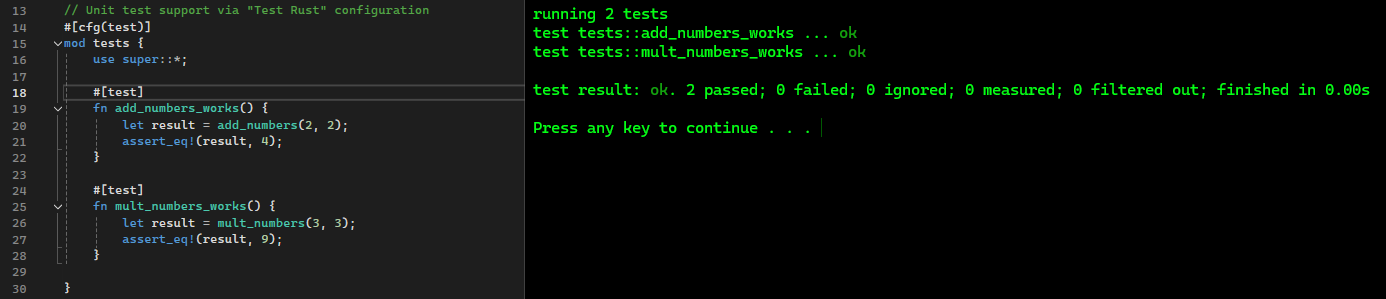 13 // Unit test support via "Test Rust" configuration
14 #[cfg(test)]
15 mod tests {
16 use super::*;
17
18 #[test]
19 fn add_numbers_works() {
20 let result = add_numbers(2, 2);
21 assert_eq!(result, 4);
22 }
23
24 #[test]
25 fn mult_numbers_works() {
26 let result = mult_numbers(3, 3);
27 assert_eq!(result, 9);
28 }
29
30 }
running 2 tests
test tests::add_numbers_works ... ok
test tests::mult_numbers_works ... ok
test result: ok. 2 passed; 0 failed; 0 ignored; 0 measured; 0 filtered out; finished in 0.00s
Press any key to continue . . .